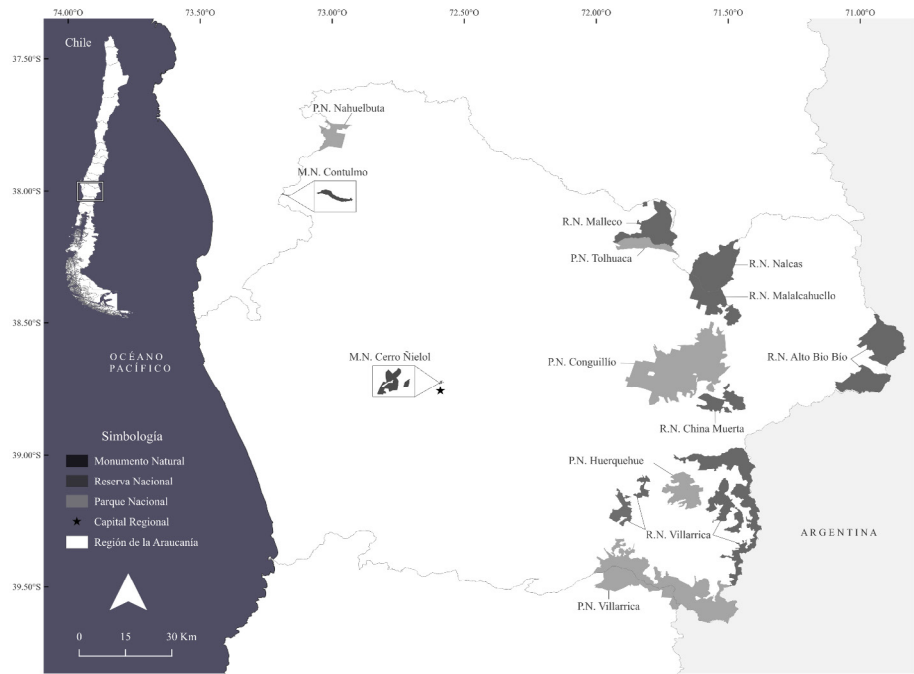 74.00°W 73.50°W 73.00°W 72.50°W 72.00°W 71.50°W 71.00°W
37.50°S
38.00°S
38.50°S
39.00°S
39.50°S
Chile
P.N. Nahuelbuta
M.N. Contulmo
R.N. Malleco
P.N. Tolhuaca
R.N. Nalcas
R.N. Malalcahuello
OCÉANO
PACÍFICO
M.N. Cerro Ñielol
P.N. Conguillío
R.N. Alto Bio Bío
R.N. China Muerta
P.N. Huerquehue
R.N. Villarrica
ARGENTINA
P.N. Villarrica
Simbología
Monumento Natural
Reserva Nacional
Parque Nacional
Capital Regional
Región de la Araucanía
0 15 30 Km